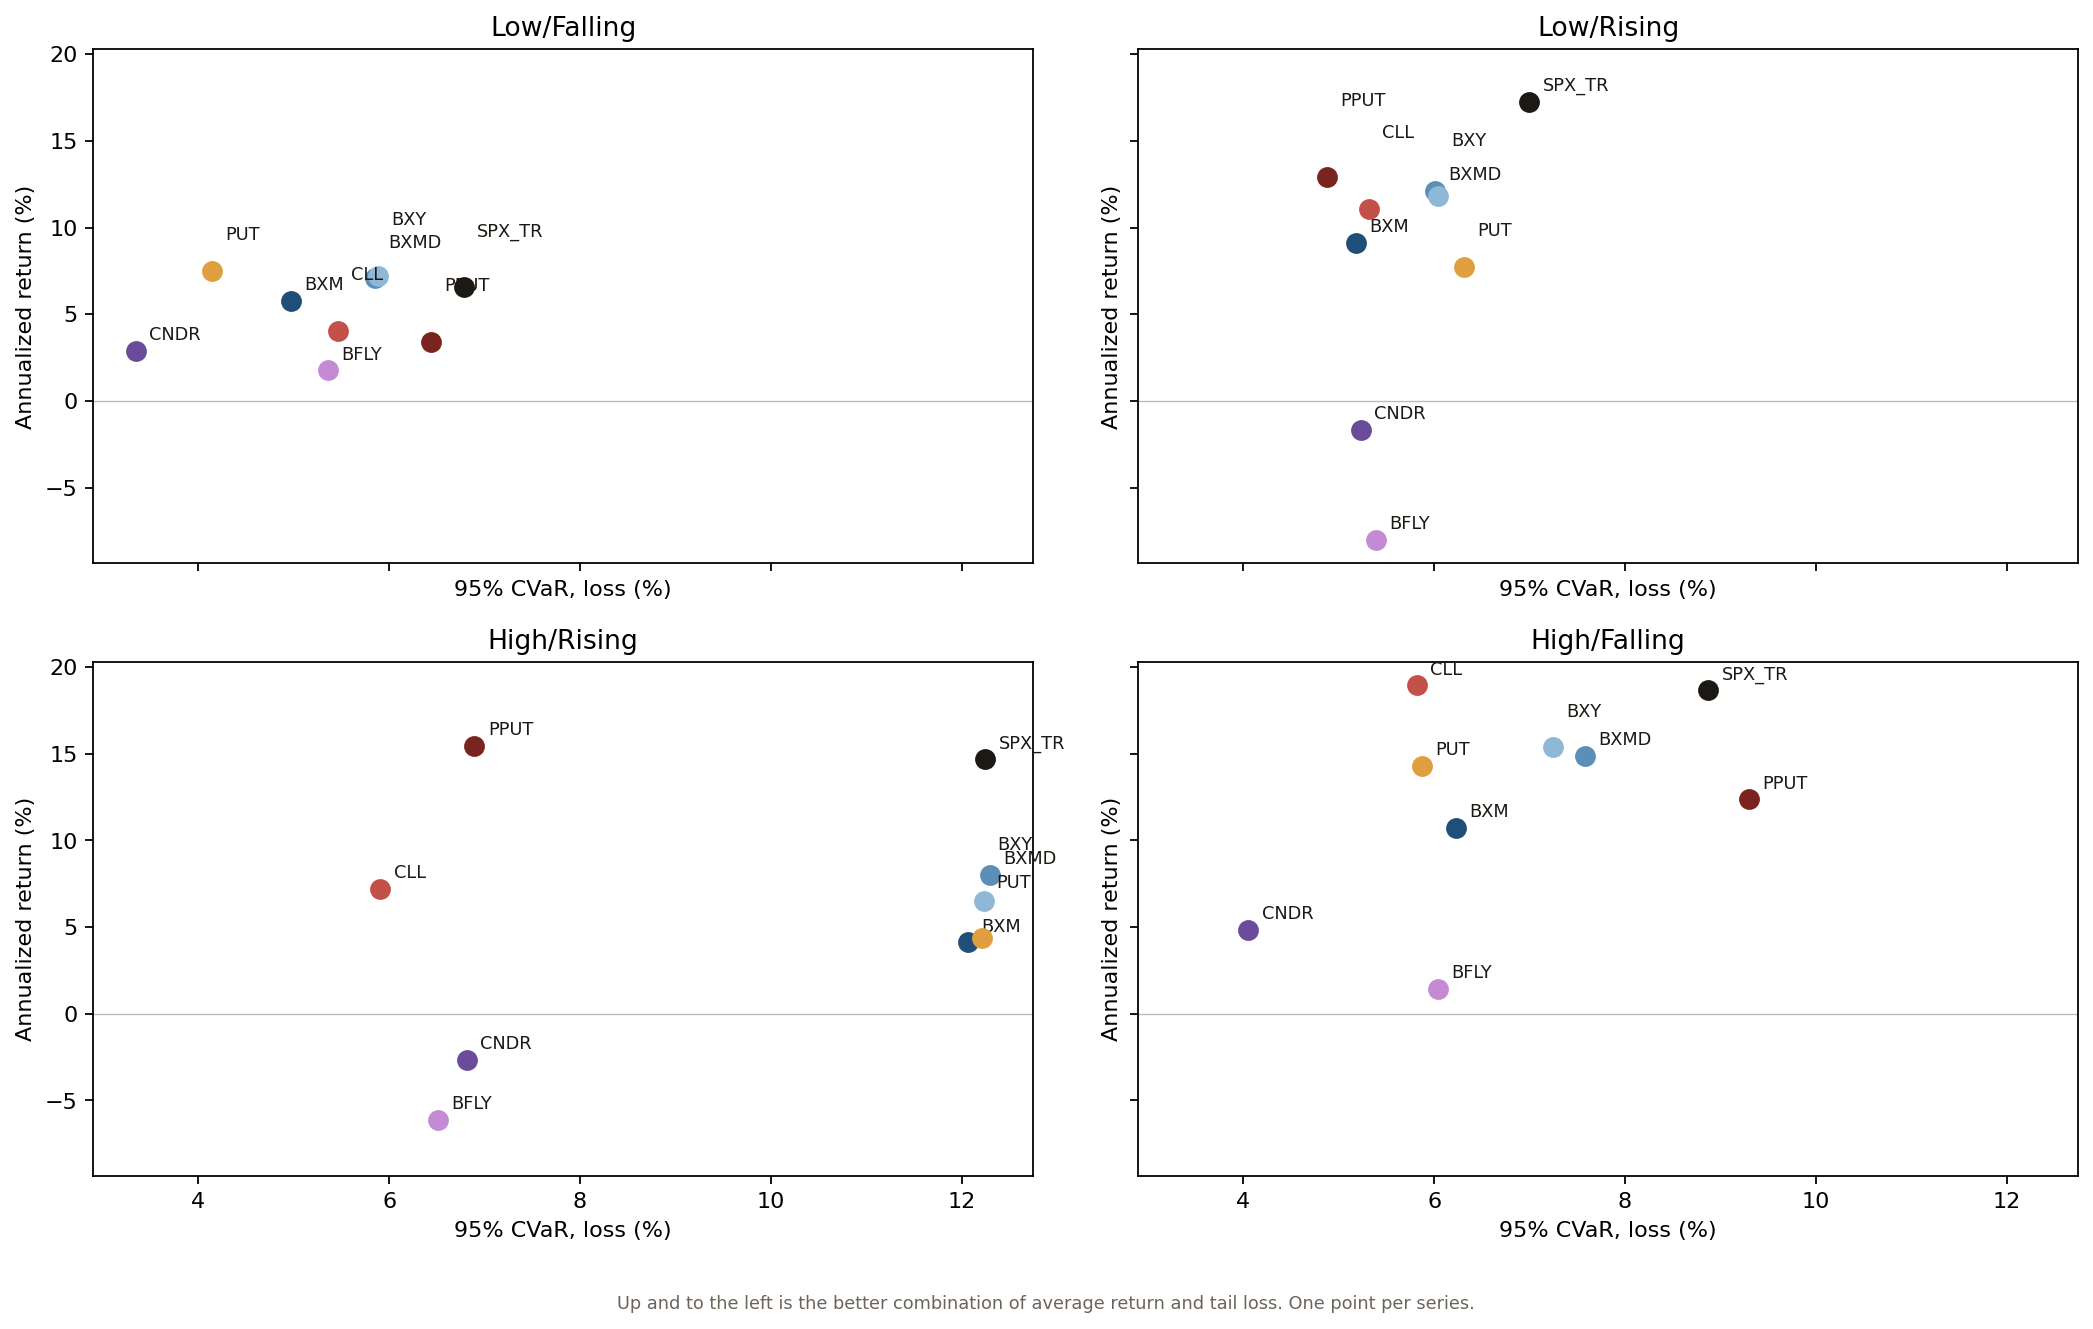 Low/Falling
20
15
10
5
0
−5
Annualized return (%)
PUT
BXY
BXMD
SPX_TR
BXM
CLL
PPUT
CNDR
BFLY
95% CVaR, loss (%)
Low/Rising
Annualized return (%)
SPX_TR
PPUT
CLL
BXY
BXMD
BXM
PUT
CNDR
BFLY
95% CVaR, loss (%)
High/Rising
20
15
10
5
0
−5
Annualized return (%)
PPUT
SPX_TR
BXY
BXMD
CLL
PUT
BXM
CNDR
BFLY
4 6 8 10 12
95% CVaR, loss (%)
High/Falling
Annualized return (%)
CLL
SPX_TR
BXY
BXMD
PUT
PPUT
BXM
CNDR
BFLY
4 6 8 10 12
95% CVaR, loss (%)
Up and to the left is the better combination of average return and tail loss. One point per series.